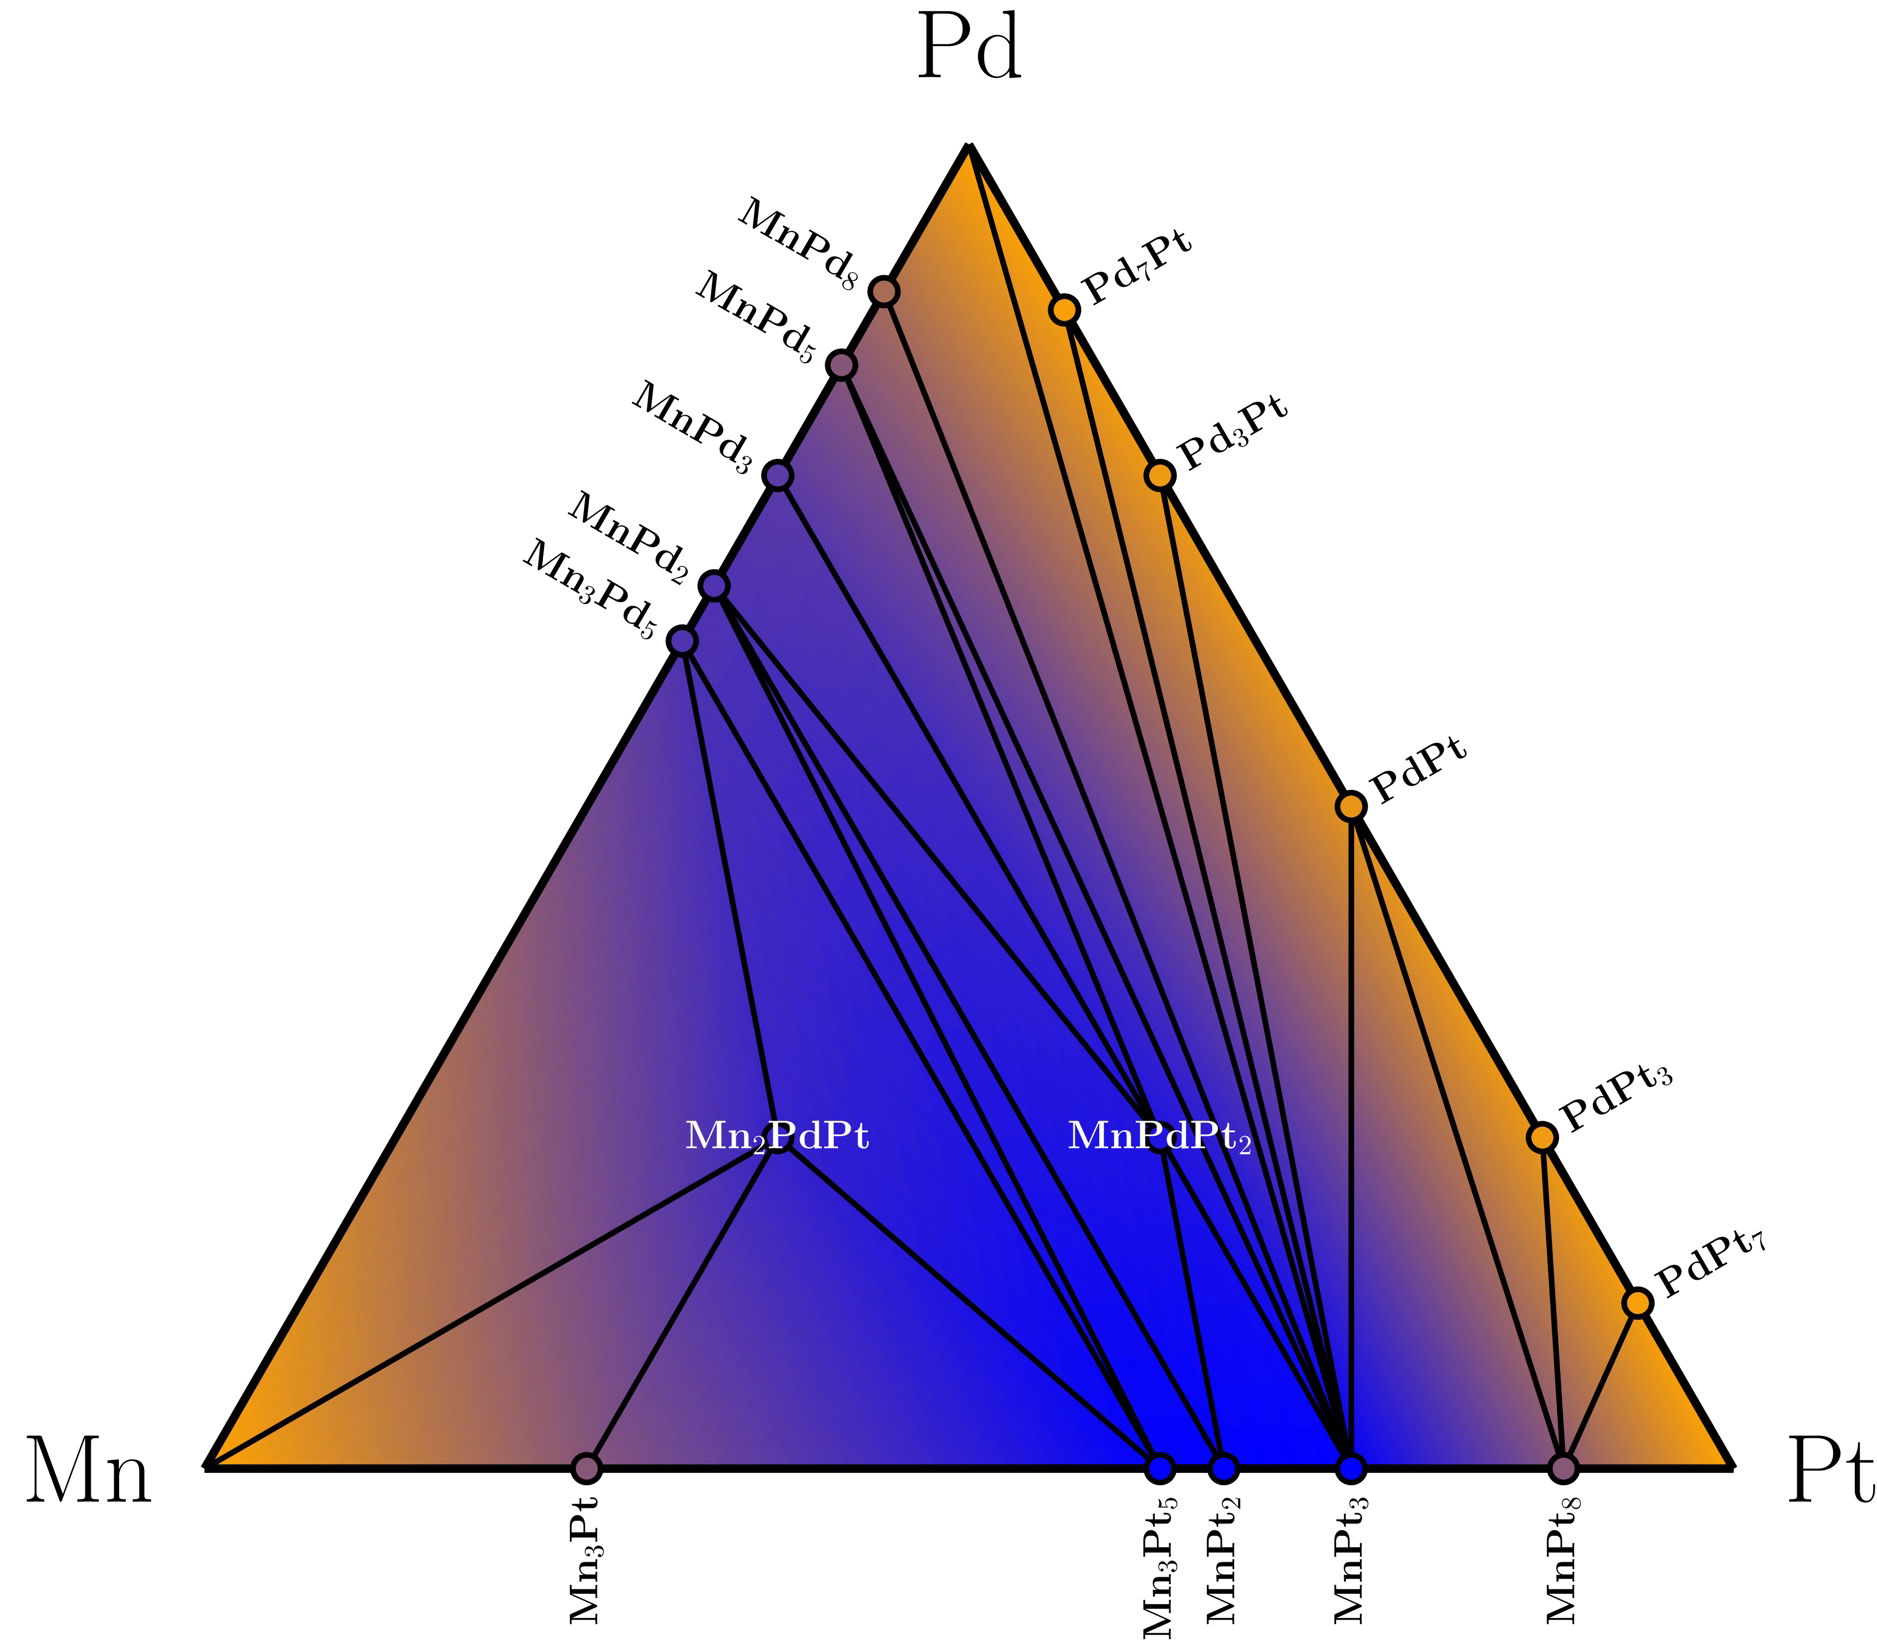 Pd
MnPd₈
Pd₇Pt
MnPd₅
MnPd₃
Pd₃Pt
MnPd₂
Mn₃Pd₅
PdPt
PdPt₃
Mn₂PdPt
MnPdPt₂
PdPt₇
Mn
Pt
Mn₃Pt
Mn₃Pt₅
MnPt₂
MnPt₃
MnPt₈